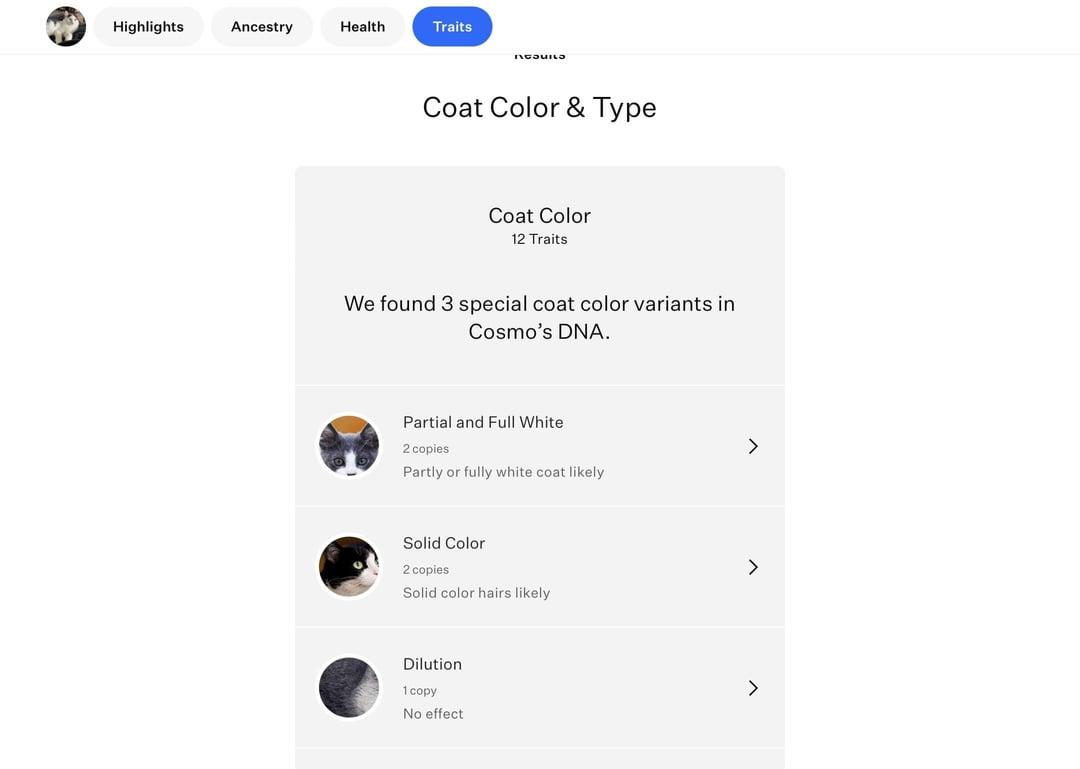 Highlights
Ancestry
Health
Traits
Results
Coat Color & Type
Coat Color
12 Traits
We found 3 special coat color variants in
Cosmo’s DNA.
Partial and Full White
2 copies
Partly or fully white coat likely
Solid Color
2 copies
Solid color hairs likely
Dilution
1 copy
No effect